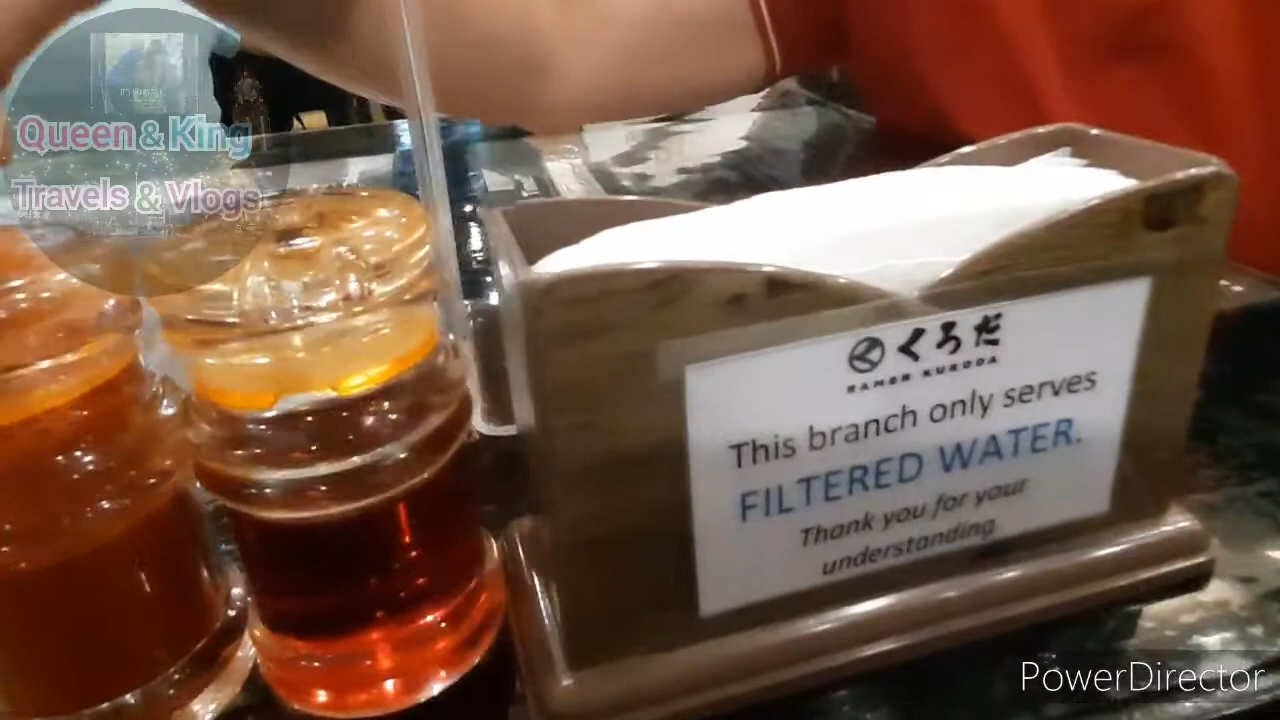 Queen & King
Travels & Vlogs
くろだ
RAMEN KURODA
This branch only serves
FILTERED WATER.
Thank you for your
understanding.
PowerDirector